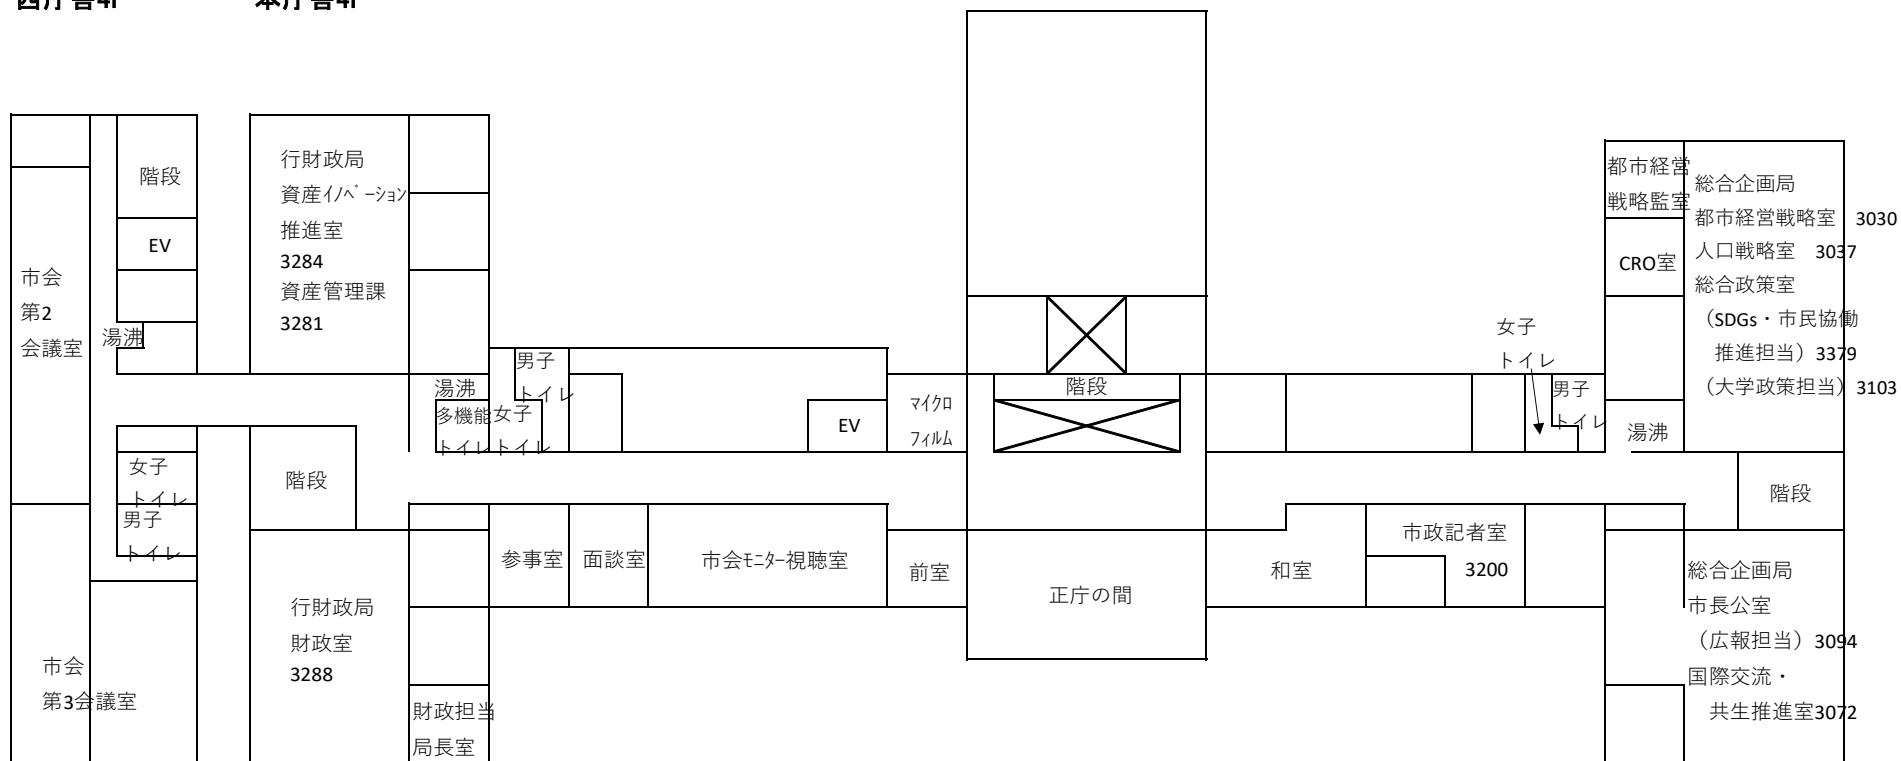 階段
EV
市会
第2
会議室
湯沸
女子
トイレ
男子
トイレ
市会
第3会議室
行財政局
資産ｲﾉﾍﾞｰｼｮﾝ
推進室
3284
資産管理課
3281
階段
行財政局
財政室
3288
財政担当
局長室
湯沸
多機能
トイレ
女子
トイレ
男子
トイレ
EV
ﾏｲｸﾛ
ﾌｨﾙﾑ
参事室
面談室
市会ﾓﾆﾀｰ視聴室
前室
階段
正庁の間
和室
市政記者室
3200
女子
トイレ
男子
トイレ
湯沸
都市経営
戦略監室
CRO室
総合企画局
都市経営戦略室 3030
人口戦略室 3037
総合政策室
（SDGs・市民協働
推進担当）3379
（大学政策担当）3103
階段
総合企画局
市長公室
（広報担当）3094
国際交流・
共生推進室3072